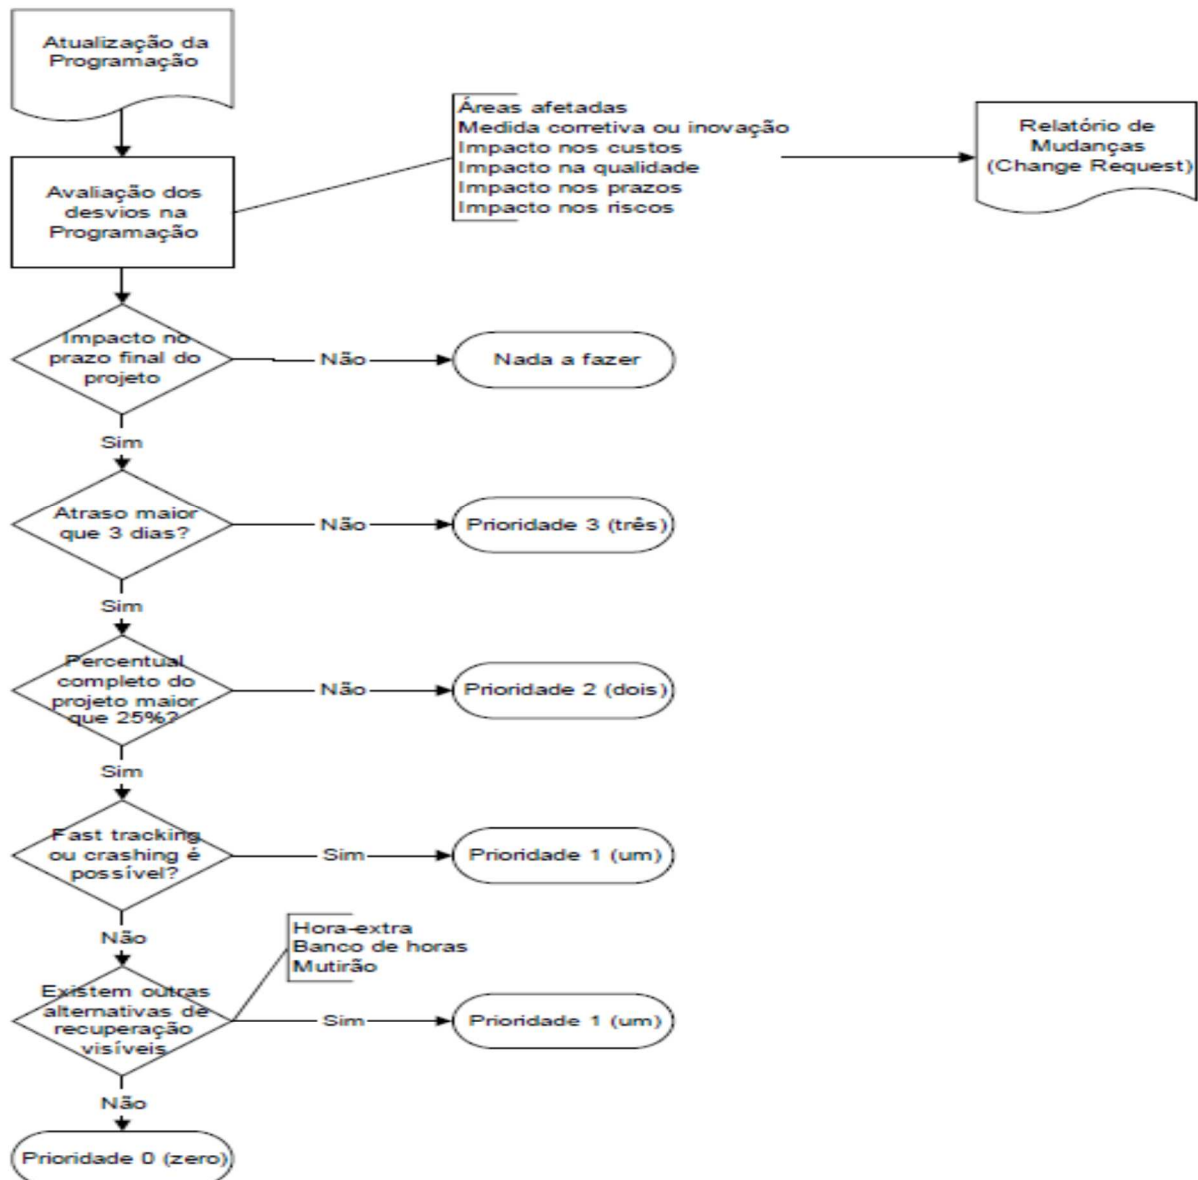 Atualização da
Programação
Áreas afetadas
Medida corretiva ou inovação
Impacto nos custos
Impacto na qualidade
Impacto nos prazos
Impacto nos riscos
Relatório de
Mudanças
(Change Request)
Avaliação dos
desvios na
Programação
Impacto no
prazo final do
projeto
Não
Nada a fazer
Sim
Atraso maior
que 3 dias?
Não
Prioridade 3 (três)
Sim
Percentual
completo do
projeto maior
que 25%?
Não
Prioridade 2 (dois)
Sim
Fast tracking
ou crashing é
possível?
Sim
Prioridade 1 (um)
Não
Hora-extra
Banco de horas
Mutirão
Existem outras
alternativas de
recuperação
visíveis
Sim
Prioridade 1 (um)
Não
Prioridade 0 (zero)